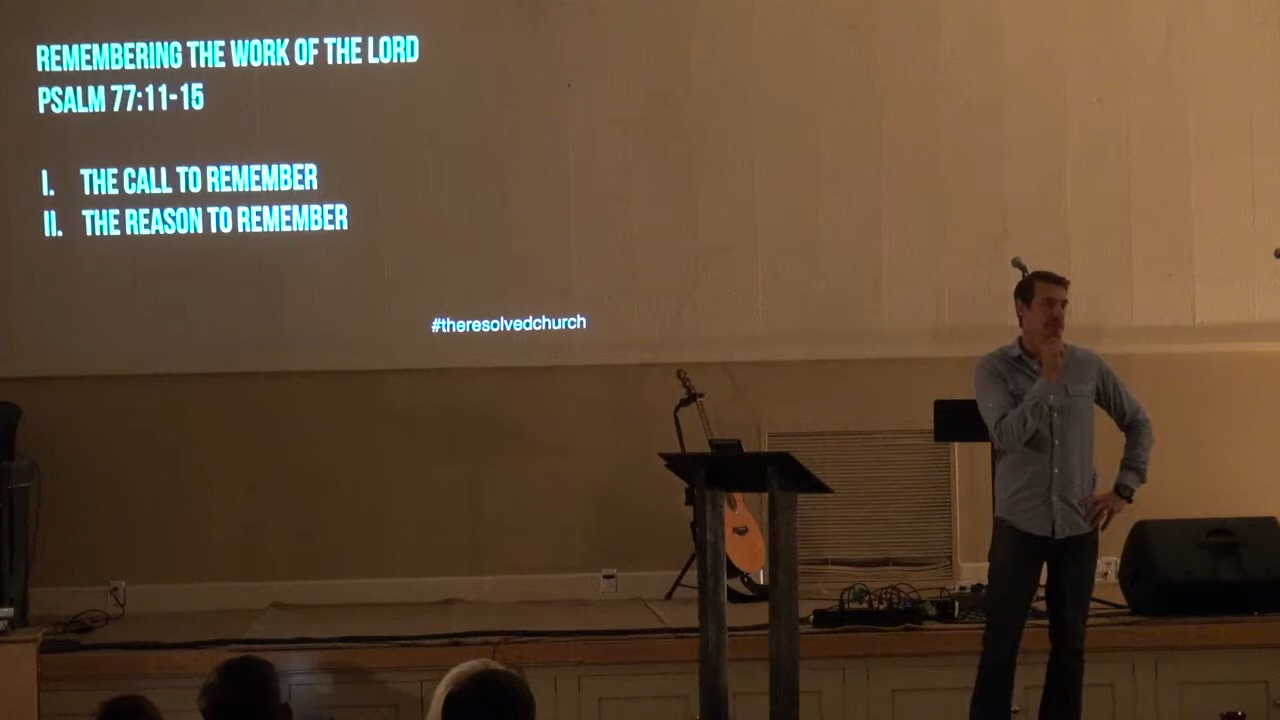 REMEMBERING THE WORK OF THE LORD
PSALM 77:11-15
I. THE CALL TO REMEMBER
II. THE REASON TO REMEMBER
#theresolvedchurch